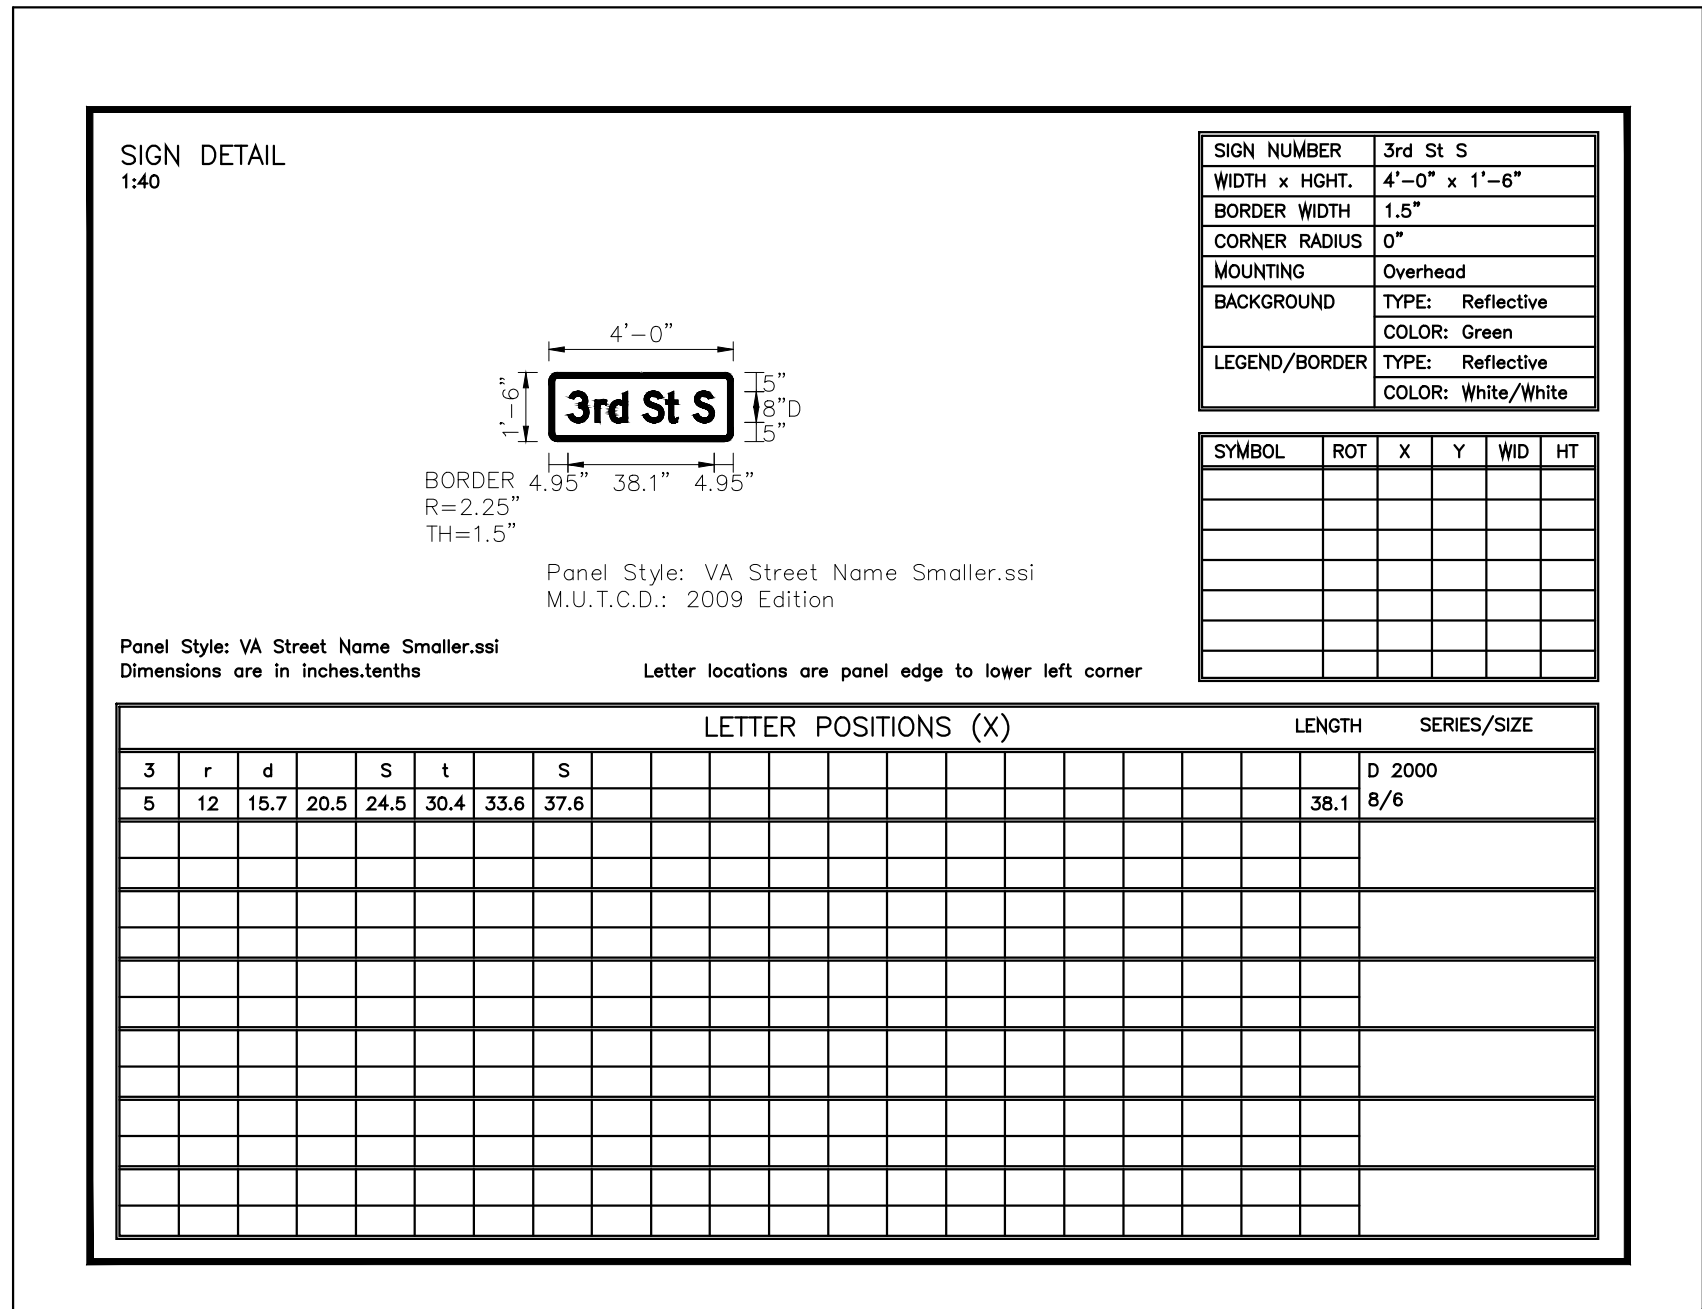 SIGN DETAIL
1:40
SIGN NUMBER 3rd St S
WIDTH x HGHT. 4'-0" x 1'-6"
BORDER WIDTH 1.5"
CORNER RADIUS 0"
MOUNTING Overhead
BACKGROUND TYPE: Reflective
COLOR: Green
LEGEND/BORDER TYPE: Reflective
COLOR: White/White
4'-0"
1'-6"
3rd St S
5"
8"D
5"
BORDER 4.95" 38.1" 4.95"
R=2.25"
TH=1.5"
SYMBOL ROT X Y WID HT
Panel Style: VA Street Name Smaller.ssi
M.U.T.C.D.: 2009 Edition
Panel Style: VA Street Name Smaller.ssi
Dimensions are in inches.tenths Letter locations are panel edge to lower left corner
LETTER POSITIONS (X) LENGTH SERIES/SIZE
3 r d S t S D 2000
5 12 15.7 20.5 24.5 30.4 33.6 37.6 38.1 8/6